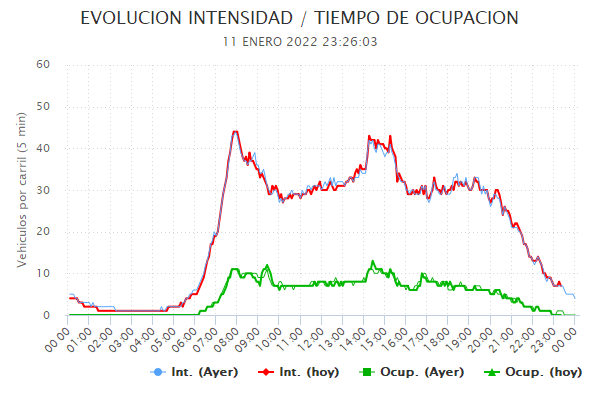 EVOLUCION INTENSIDAD / TIEMPO DE OCUPACION
11 ENERO 2022 23:26:03
Vehiculos por carril (5 min)
60
50
40
30
20
10
0
00:00 01:00 02:00 03:00 04:00 05:00 06:00 07:00 08:00 09:00 10:00 11:00 12:00 13:00 14:00 15:00 16:00 17:00 18:00 19:00 20:00 21:00 22:00 23:00 00:00
Int. (Ayer) Int. (hoy) Ocup. (Ayer) Ocup. (hoy)